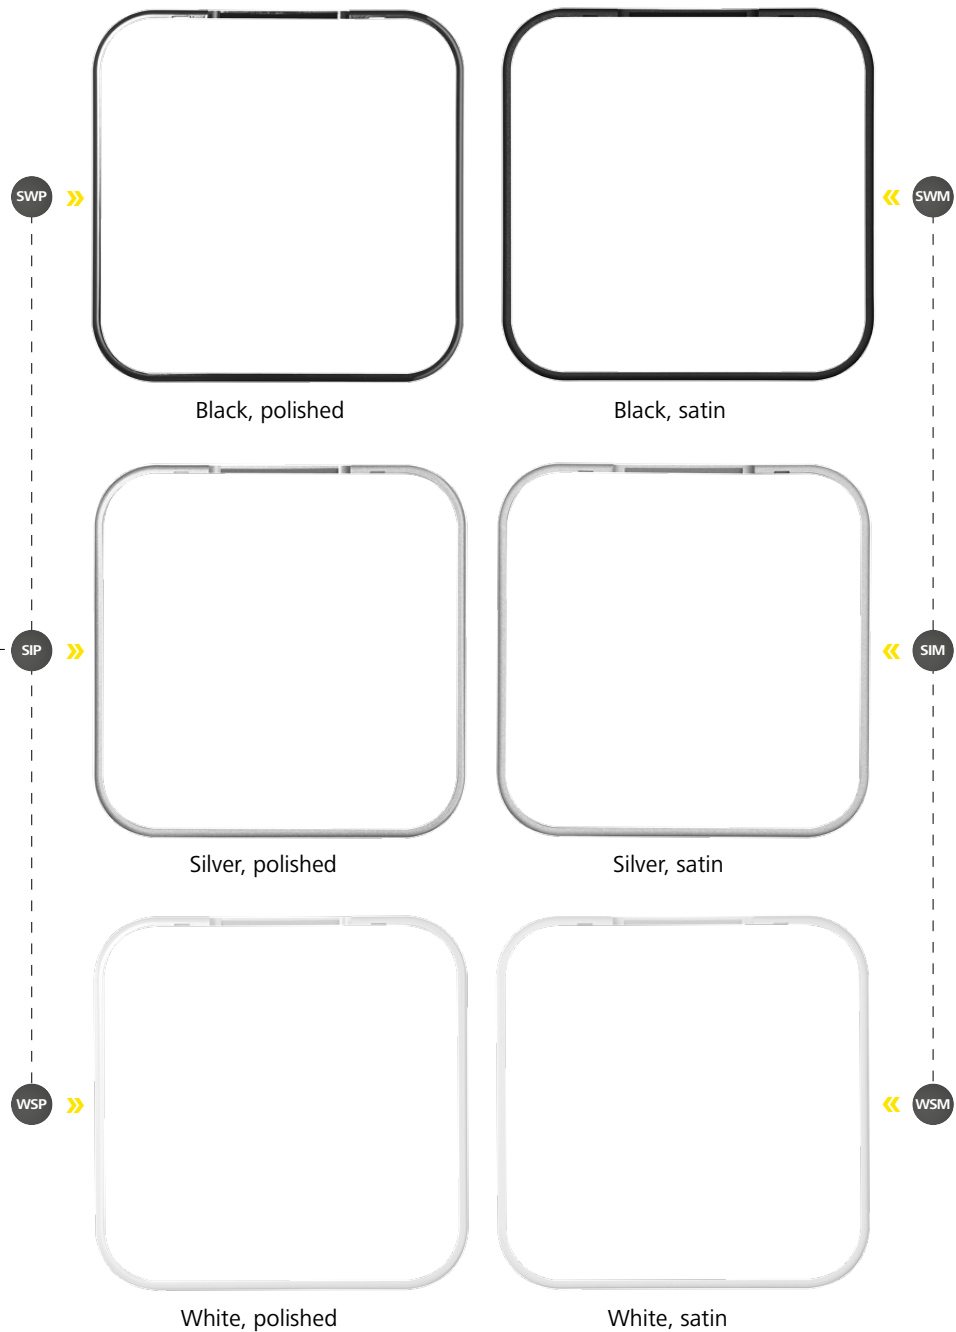 SWP
SWM
Black, polished
Black, satin
SIP
SIM
Silver, polished
Silver, satin
WSP
WSM
White, polished
White, satin